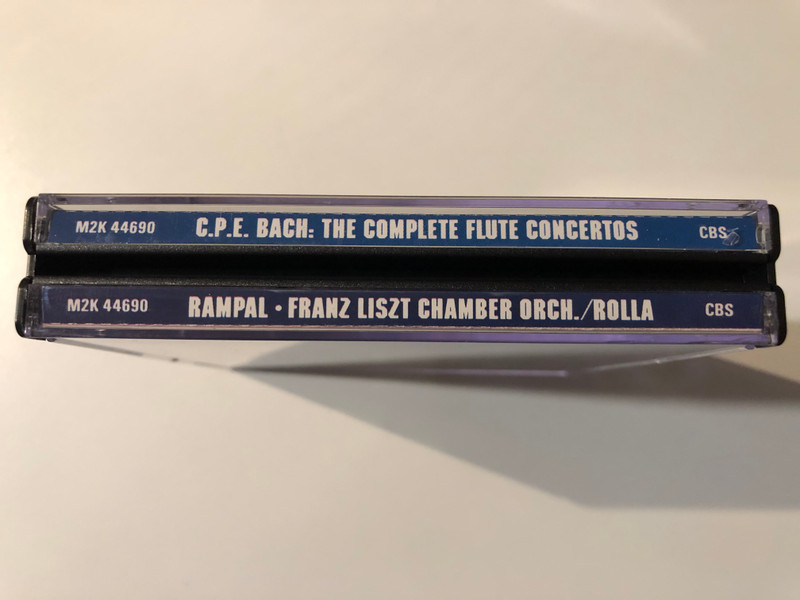 M2K 44690 C.P.E. BACH: THE COMPLETE FLUTE CONCERTOS CBS
M2K 44690 RAMPAL • FRANZ LISZT CHAMBER ORCH./ROLLA CBS